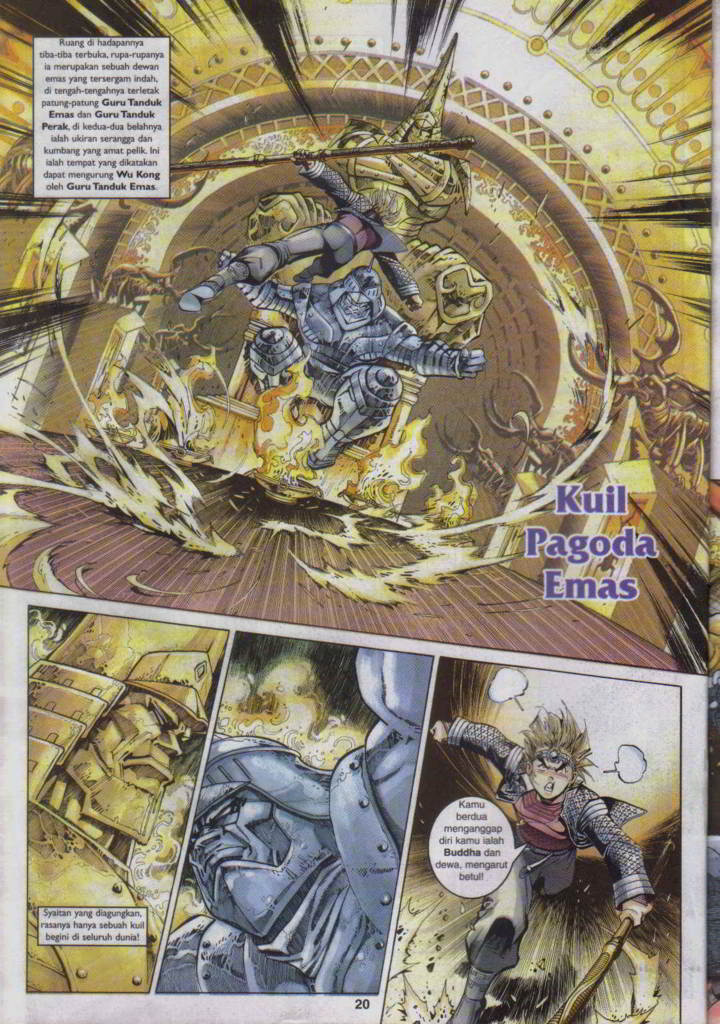 Ruang di hadapannya
tiba-tiba terbuka, rupa-rupanya
ia merupakan sebuah dewan
emas yang tersergam indah,
di tengah-tengahnya terletak
patung-patung Guru Tanduk
Emas dan Guru Tanduk
Perak, di kedua-dua belahnya
ialah ukiran serangga dan
kumbang yang amat pelik. Ini
ialah tempat yang dikatakan
dapat mengurung Wu Kong
oleh Guru Tanduk Emas.
Kuil
Pagoda
Emas
Syaitan yang diagungkan,
rasanya hanya sebuah kuil
begini di seluruh dunia!
Kamu
berdua
menganggap
diri kamu ialah
Buddha dan
dewa, mengarut
betul!
20